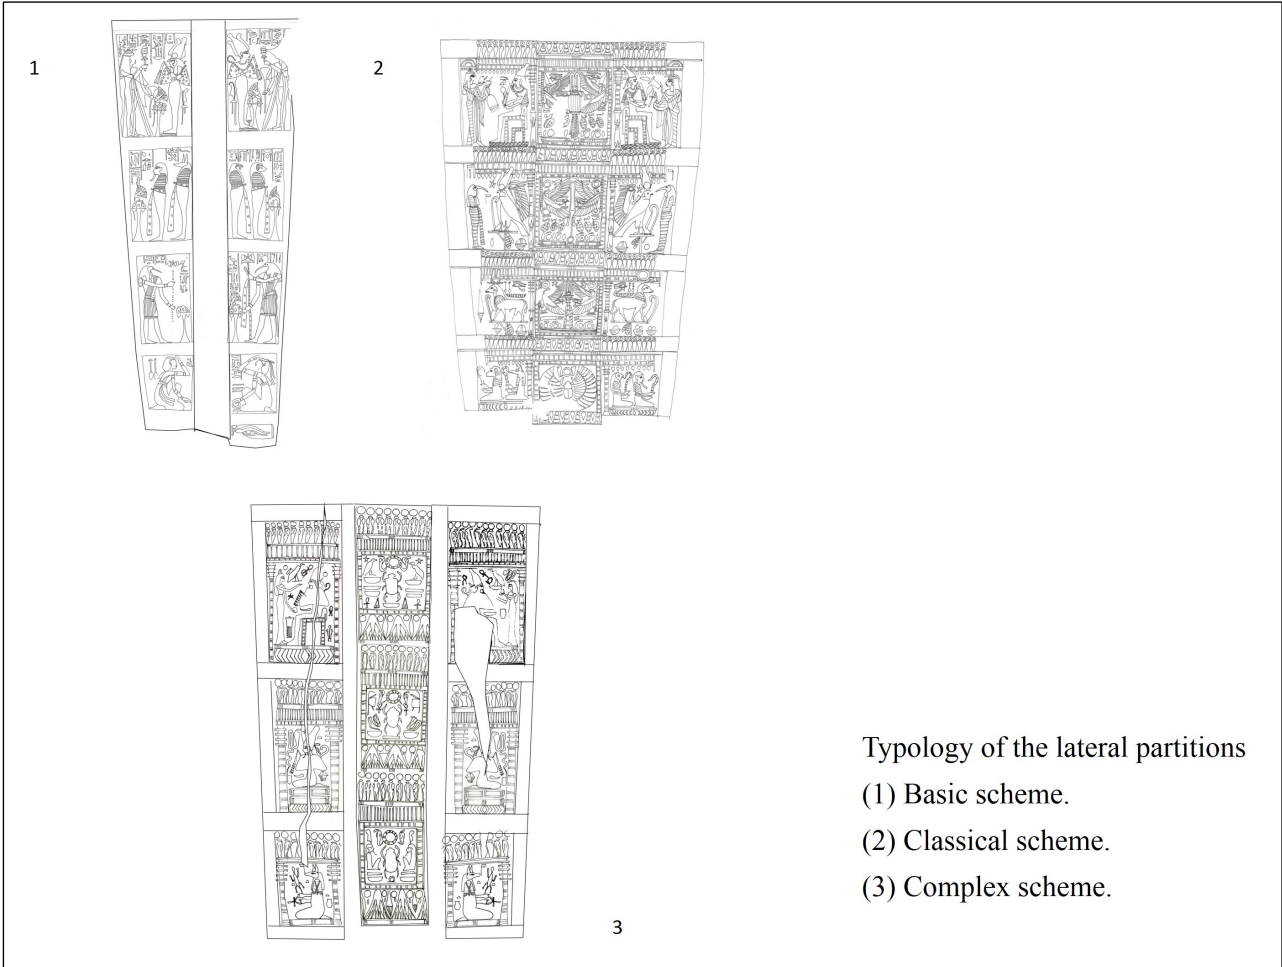 1
2
3
Typology of the lateral partitions
(1) Basic scheme.
(2) Classical scheme.
(3) Complex scheme.